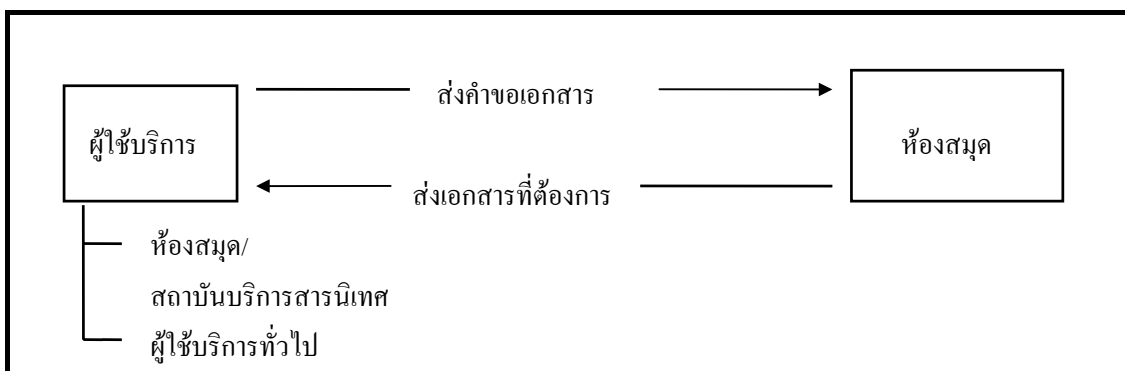 ส่งคำขอเอกสาร
ผู้ใช้บริการ
ห้องสมุด
ส่งเอกสารที่ต้องการ
ห้องสมุด/
สถาบันบริการสารนิเทศ
ผู้ใช้บริการทั่วไป